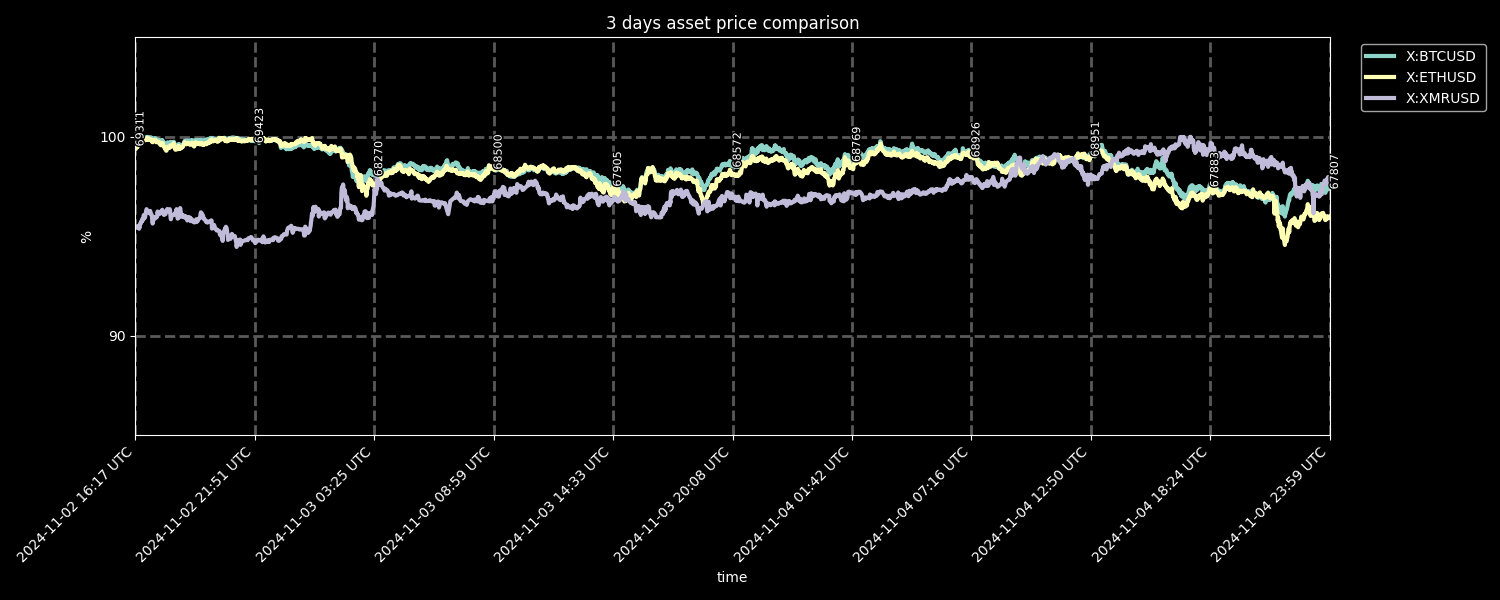 3 days asset price comparison
X:BTCUSD
X:ETHUSD
X:XMRUSD
100
90
%
69311
69423
68270
68500
67905
68572
68769
68926
68951
67883
67807
2024-11-02 16:17 UTC
2024-11-02 21:51 UTC
2024-11-03 03:25 UTC
2024-11-03 08:59 UTC
2024-11-03 14:33 UTC
2024-11-03 20:08 UTC
2024-11-04 01:42 UTC
2024-11-04 07:16 UTC
2024-11-04 12:50 UTC
2024-11-04 18:24 UTC
2024-11-04 23:59 UTC
time